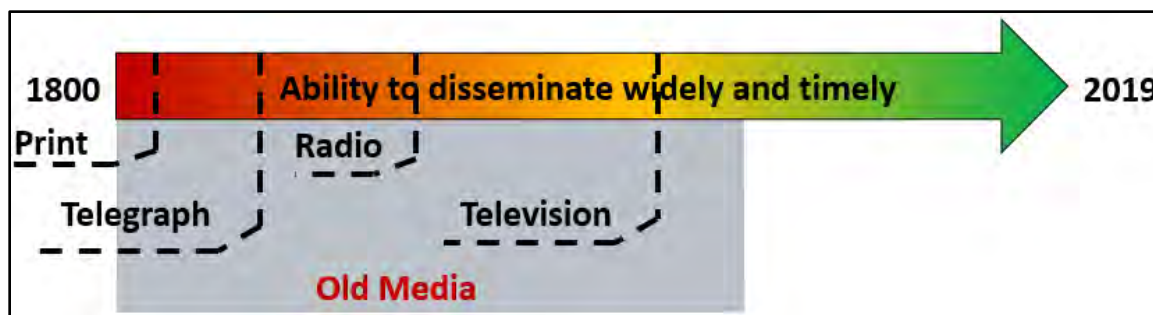 1800
Ability to disseminate widely and timely
2019
Print
Radio
Telegraph
Television
Old Media